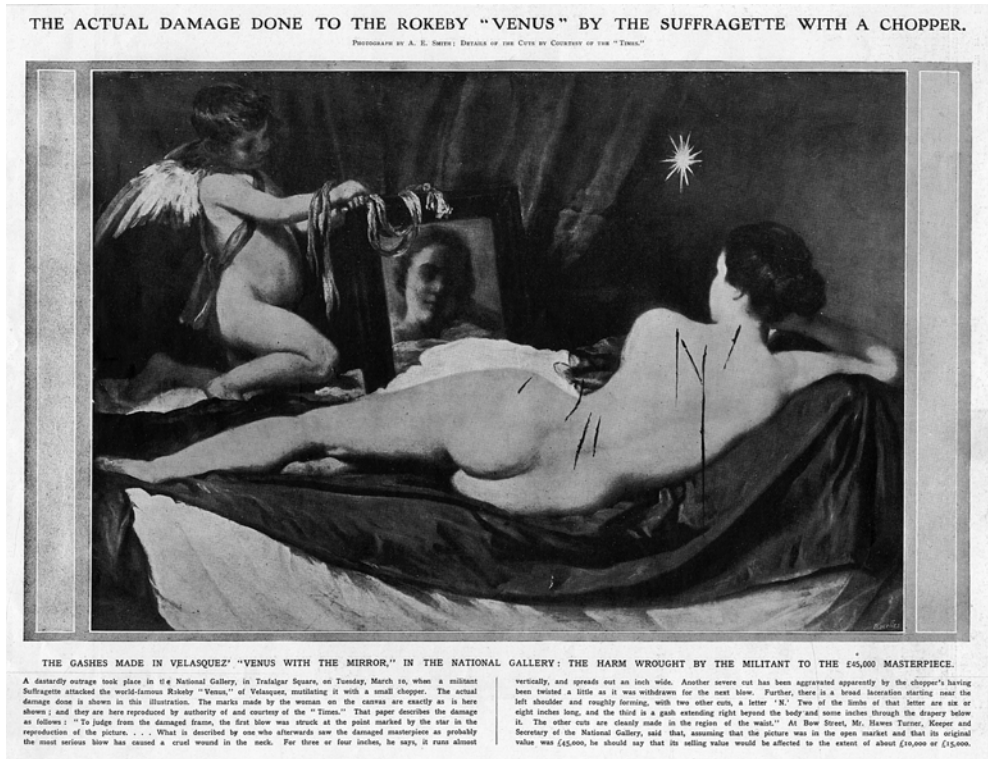 THE ACTUAL DAMAGE DONE TO THE ROKEBY "VENUS" BY THE SUFFRAGETTE WITH A CHOPPER.
PHOTOGRAPH BY A. E. SMITH; DETAILS OF THE CUTS BY COURTESY OF THE "TIMES."
THE GASHES MADE IN VELASQUEZ' "VENUS WITH THE MIRROR," IN THE NATIONAL GALLERY: THE HARM WROUGHT BY THE MILITANT TO THE £45,000 MASTERPIECE.
A dastardly outrage took place in the National Gallery, in Trafalgar Square, on Tuesday, March 10, when a militant
Suffragette attacked the world-famous Rokeby "Venus," of Velasquez, mutilating it with a small chopper. The actual
damage done is shown in this illustration. The marks made by the woman on the canvas are exactly as is here
shown; and they are here reproduced by authority of and courtesy of the "Times." That paper describes the damage
as follows: "To judge from the damaged frame, the first blow was struck at the point marked by the star in the
reproduction of the picture. . . . What is described by one who afterwards saw the damaged masterpiece as probably
the most serious blow has caused a cruel wound in the neck. For three or four inches, he says, it runs almost
vertically, and spreads out an inch wide. Another severe cut has been aggravated apparently by the chopper's having
been twisted a little as it was withdrawn for the next blow. Further, there is a broad laceration starting near the
left shoulder and roughly forming, with two other cuts, a letter 'N.' Two of the limbs of that letter are six or
eight inches long, and the third is a gash extending right beyond the body and some inches through the drapery below
it. The other cuts are cleanly made in the region of the waist." At Bow Street, Mr. Hawes Turner, Keeper and
Secretary of the National Gallery, said that, assuming that the picture was in the open market and that its original
value was £45,000, he should say that its selling value would be affected to the extent of about £10,000 or £15,000.